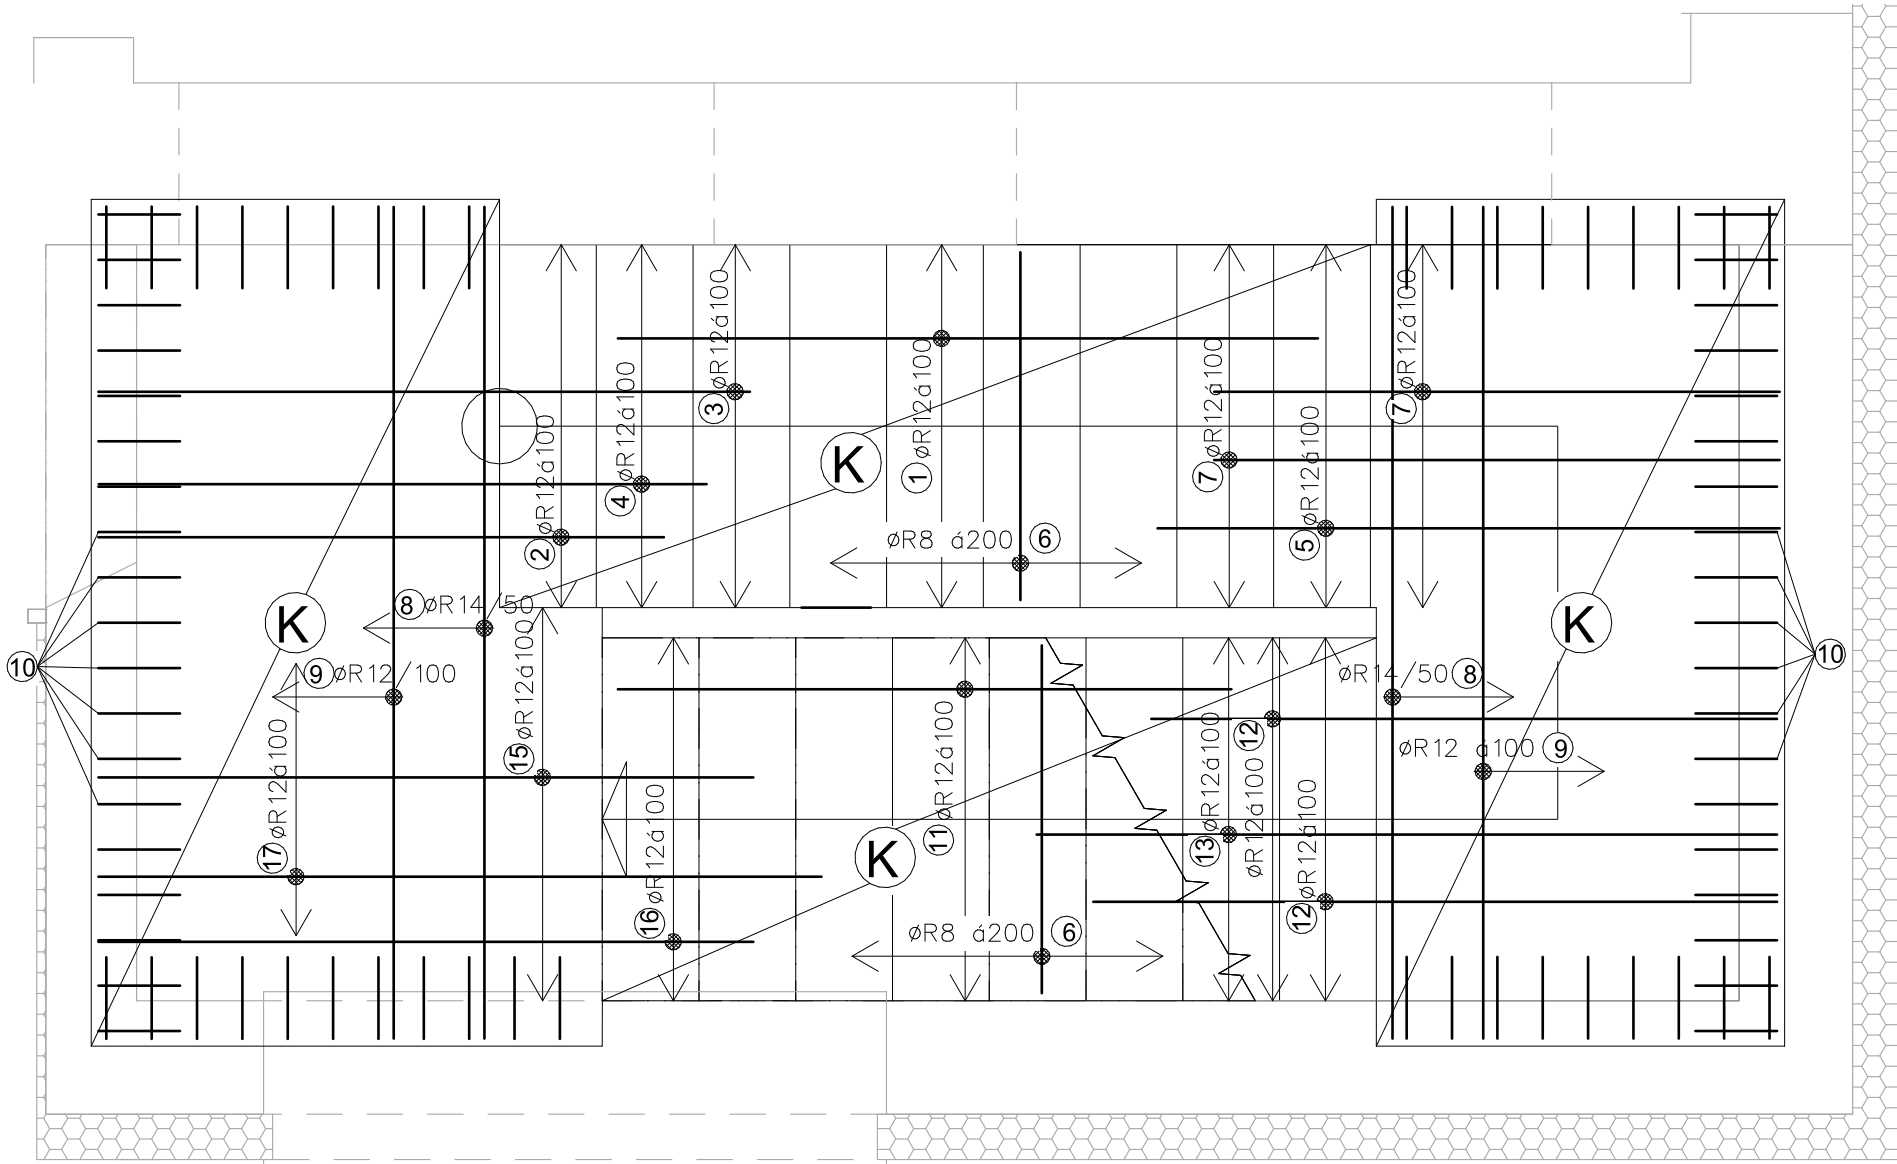 ③ øR12á100
① øR12á100
⑦ øR12á100
⑦ øR12á100
④ øR12á100
② øR12á100
⑤ øR12á100
K
øR8 á200 ⑥
K
⑧ øR14/50
K
⑩
⑨ øR12/100
⑮ øR12á100
øR14/50 ⑧
⑩
⑰ øR12á100
⑪ øR12á100
⑬ øR12á100
⑫ øR12á100
øR12 á100 ⑨
⑯ øR12á100
K
⑫ øR12á100
øR8 á200 ⑥